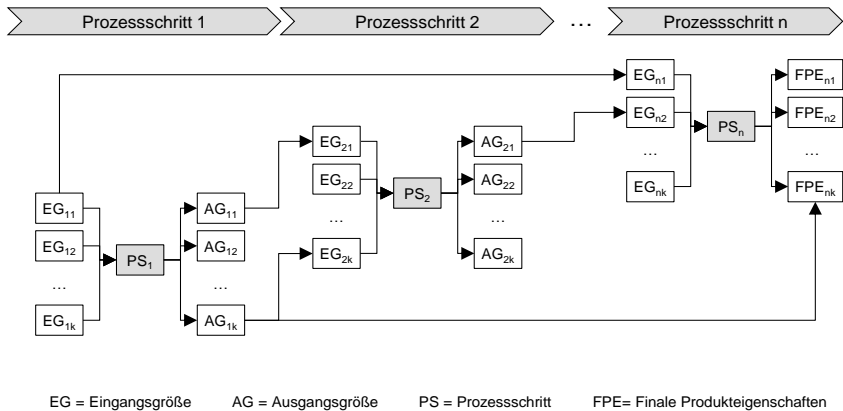 Prozessschritt 1
Prozessschritt 2
...
Prozessschritt n
EG11
EG12
...
EG1k
PS1
AG11
AG12
...
AG1k
EG21
EG22
...
EG2k
PS2
AG21
AG22
...
AG2k
EGn1
EGn2
...
EGnk
PSn
FPEn1
FPEn2
...
FPEnk
EG = Eingangsgröße AG = Ausgangsgröße PS = Prozessschritt FPE= Finale Produkteigenschaften